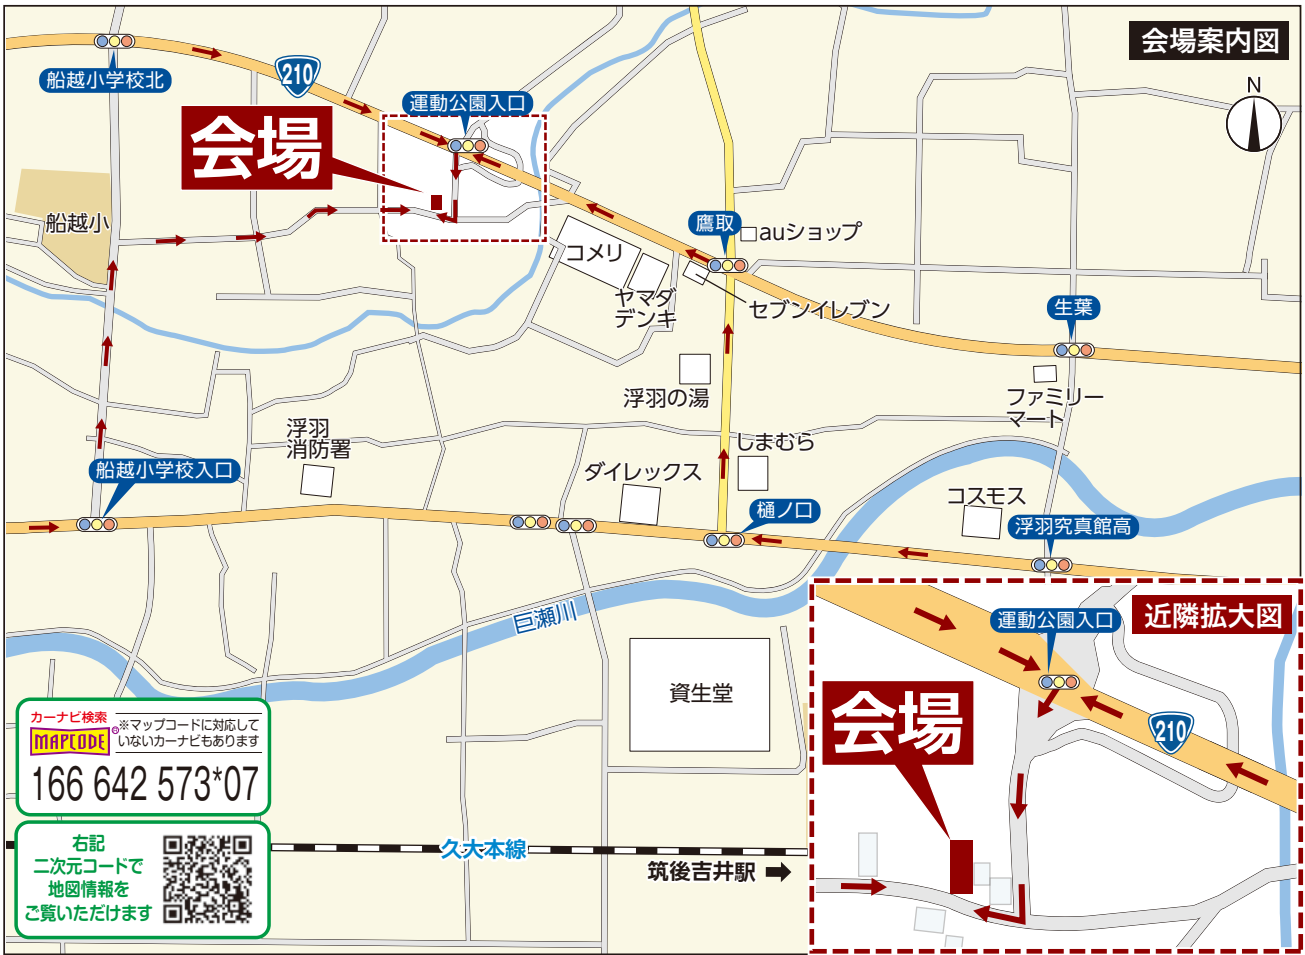 会場案内図
N
船越小学校北
210
運動公園入口
会場
船越小
鷹取
auショップ
コメリ
ヤマダ
デンキ
セブンイレブン
生葉
浮羽の湯
ファミリー
マート
浮羽
消防署
しまむら
船越小学校入口
ダイレックス
樋ノ口
コスモス
浮羽究真館高
巨瀬川
資生堂
近隣拡大図
運動公園入口
会場
210
カーナビ検索
MAPCODE
®
※マップコードに対応して
いないカーナビもあります
166 642 573*07
右記
二次元コードで
地図情報を
ご覧いただけます
久大本線
筑後吉井駅